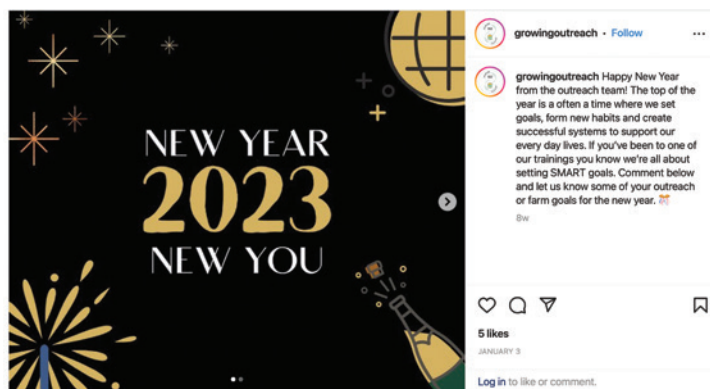 NEW YEAR
2023
NEW YOU
growingoutreach • Follow
growingoutreach Happy New Year
from the outreach team! The top of the
year is a often a time where we set
goals, form new habits and create
successful systems to support our
every day lives. If you've been to one of
our trainings you know we're all about
setting SMART goals. Comment below
and let us know some of your outreach
or farm goals for the new year. 🎊
8w
5 likes
JANUARY 3
Log in to like or comment.